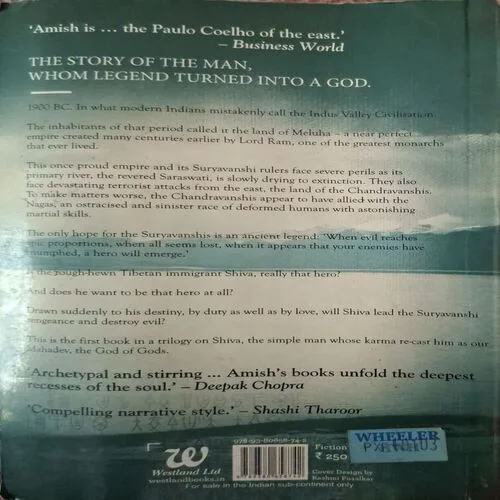 'Amish is ... the Paulo Coelho of the east.'
– Business World
THE STORY OF THE MAN,
WHOM LEGEND TURNED INTO A GOD.
1900 BC. In what modern Indians mistakenly call the Indus Valley Civilisation.
The inhabitants of that period called it the land of Meluha – a near perfect
empire created many centuries earlier by Lord Ram, one of the greatest monarchs
that ever lived.
This once proud empire and its Suryavanshi rulers face severe perils as its
primary river, the revered Saraswati, is slowly drying to extinction. They also
face devastating terrorist attacks from the east, the land of the Chandravanshis.
To make matters worse, the Chandravanshis appear to have allied with the
Nagas, an ostracised and sinister race of deformed humans with astonishing
martial skills.
The only hope for the Suryavanshis is an ancient legend: 'When evil reaches
epic proportions, when all seems lost, when it appears that your enemies have
triumphed, a hero will emerge.'
Is the rough-hewn Tibetan immigrant Shiva, really that hero?
And does he want to be that hero at all?
Drawn suddenly to his destiny, by duty as well as by love, will Shiva lead the Suryavanshi
vengeance and destroy evil?
This is the first book in a trilogy on Shiva, the simple man whose karma re-cast him as our
Mahadev, the God of Gods.
'Archetypal and stirring ... Amish's books unfold the deepest
recesses of the soul.' – Deepak Chopra
'Compelling narrative style.' – Shashi Tharoor
978-93-80658-74-2
Fiction
₹ 250
WHEELER
Westland Ltd
westlandbooks.in
Cover Design by
Rashmi Pusalkar
For sale in the Indian sub-continent only